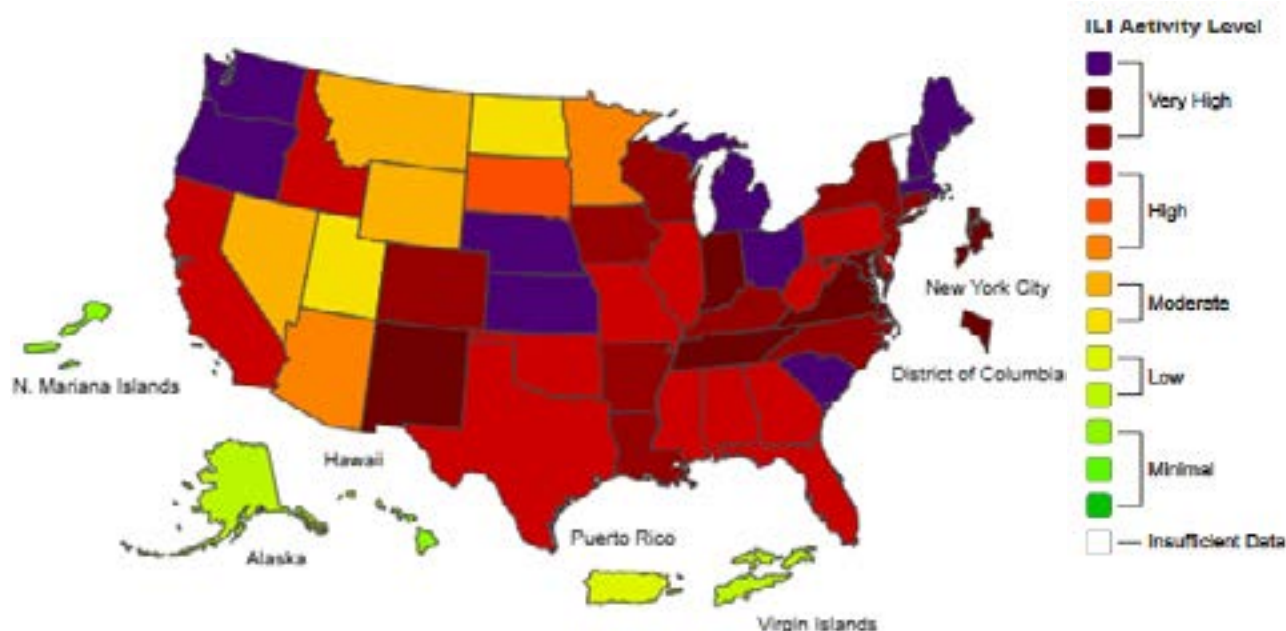 ILI Activity Level
Very High
High
Moderate
Low
Minimal
Insufficient Data
New York City
District of Columbia
N. Mariana Islands
Hawaii
Alaska
Puerto Rico
Virgin Islands